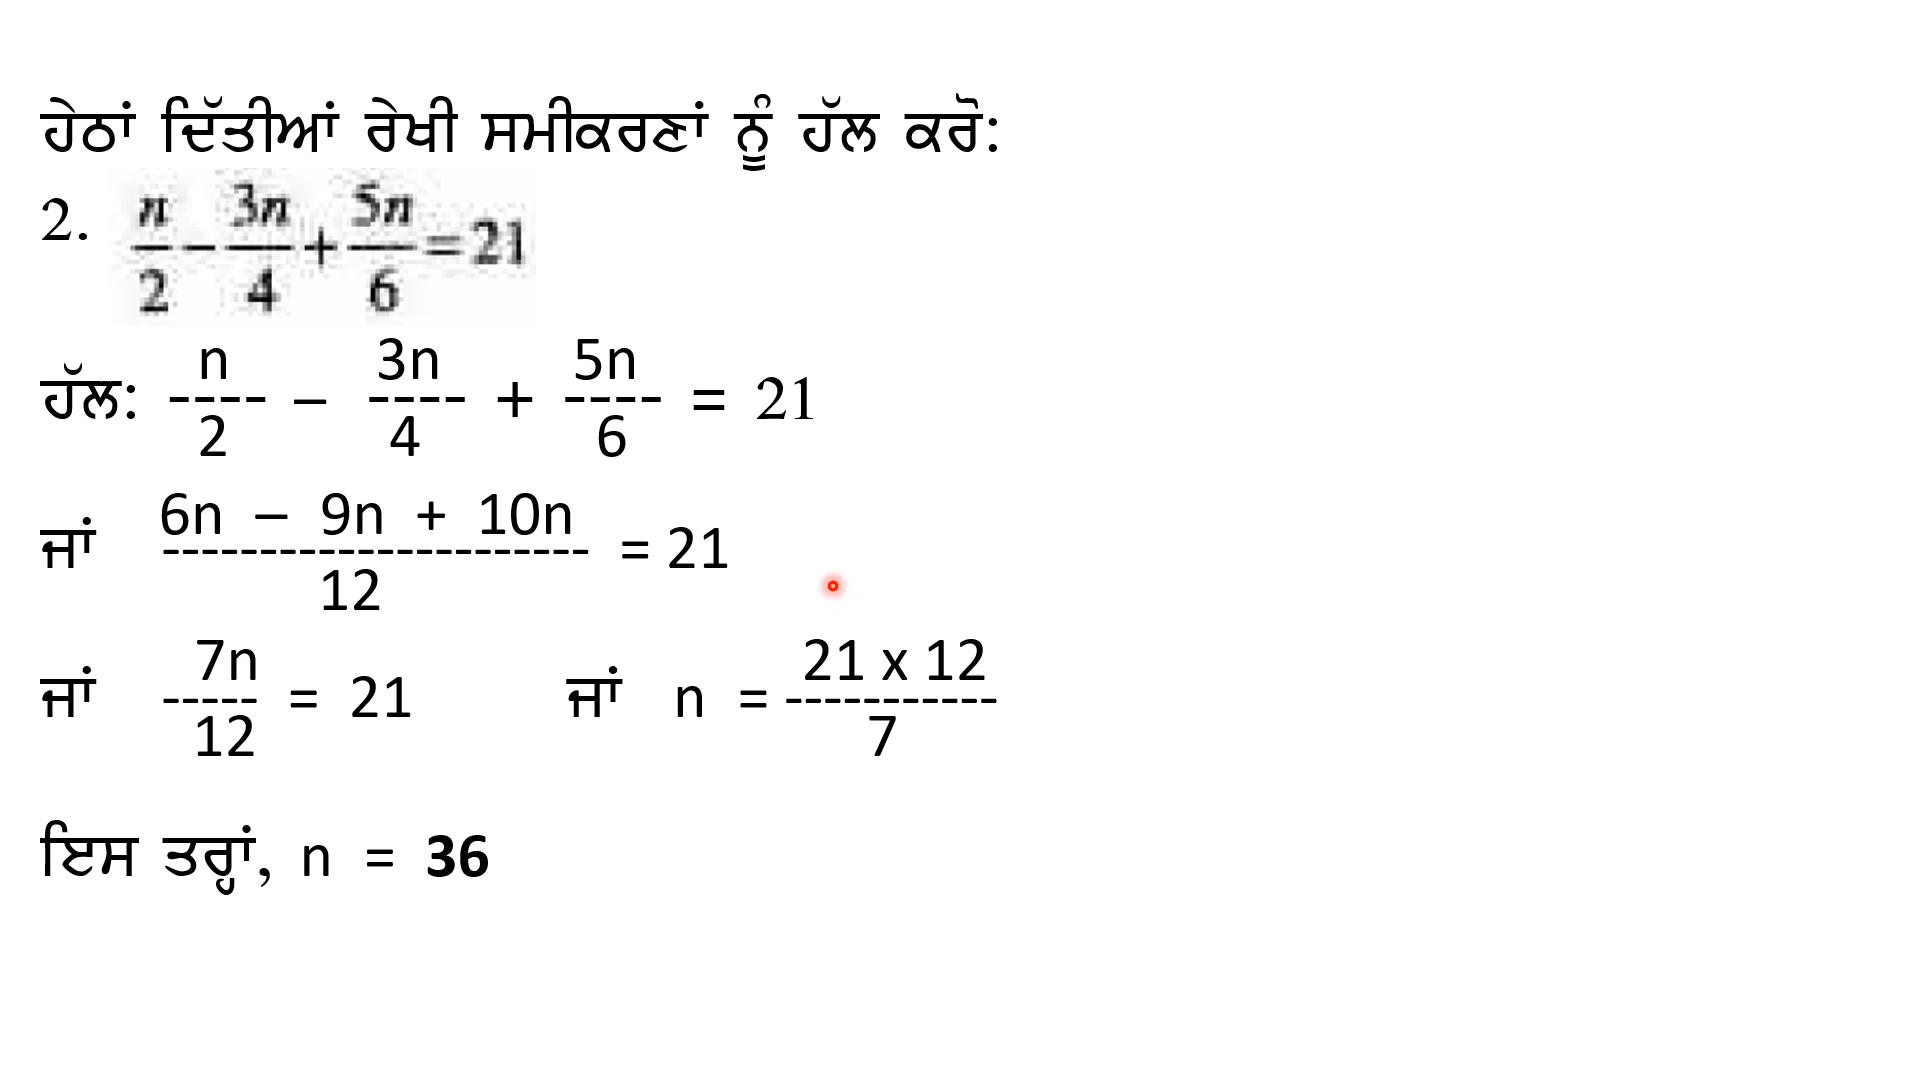 ਹੇਠਾਂ ਦਿੱਤੀਆਂ ਰੇਖੀ ਸਮੀਕਰਣਾਂ ਨੂੰ ਹੱਲ ਕਰੋ:
2. n/2 − 3n/4 + 5n/6 = 21
ਹੱਲ: n/2 – 3n/4 + 5n/6 = 21
ਜਾਂ (6n – 9n + 10n)/12 = 21
ਜਾਂ 7n/12 = 21 ਜਾਂ n = (21 x 12)/7
ਇਸ ਤਰ੍ਹਾਂ, n = 36